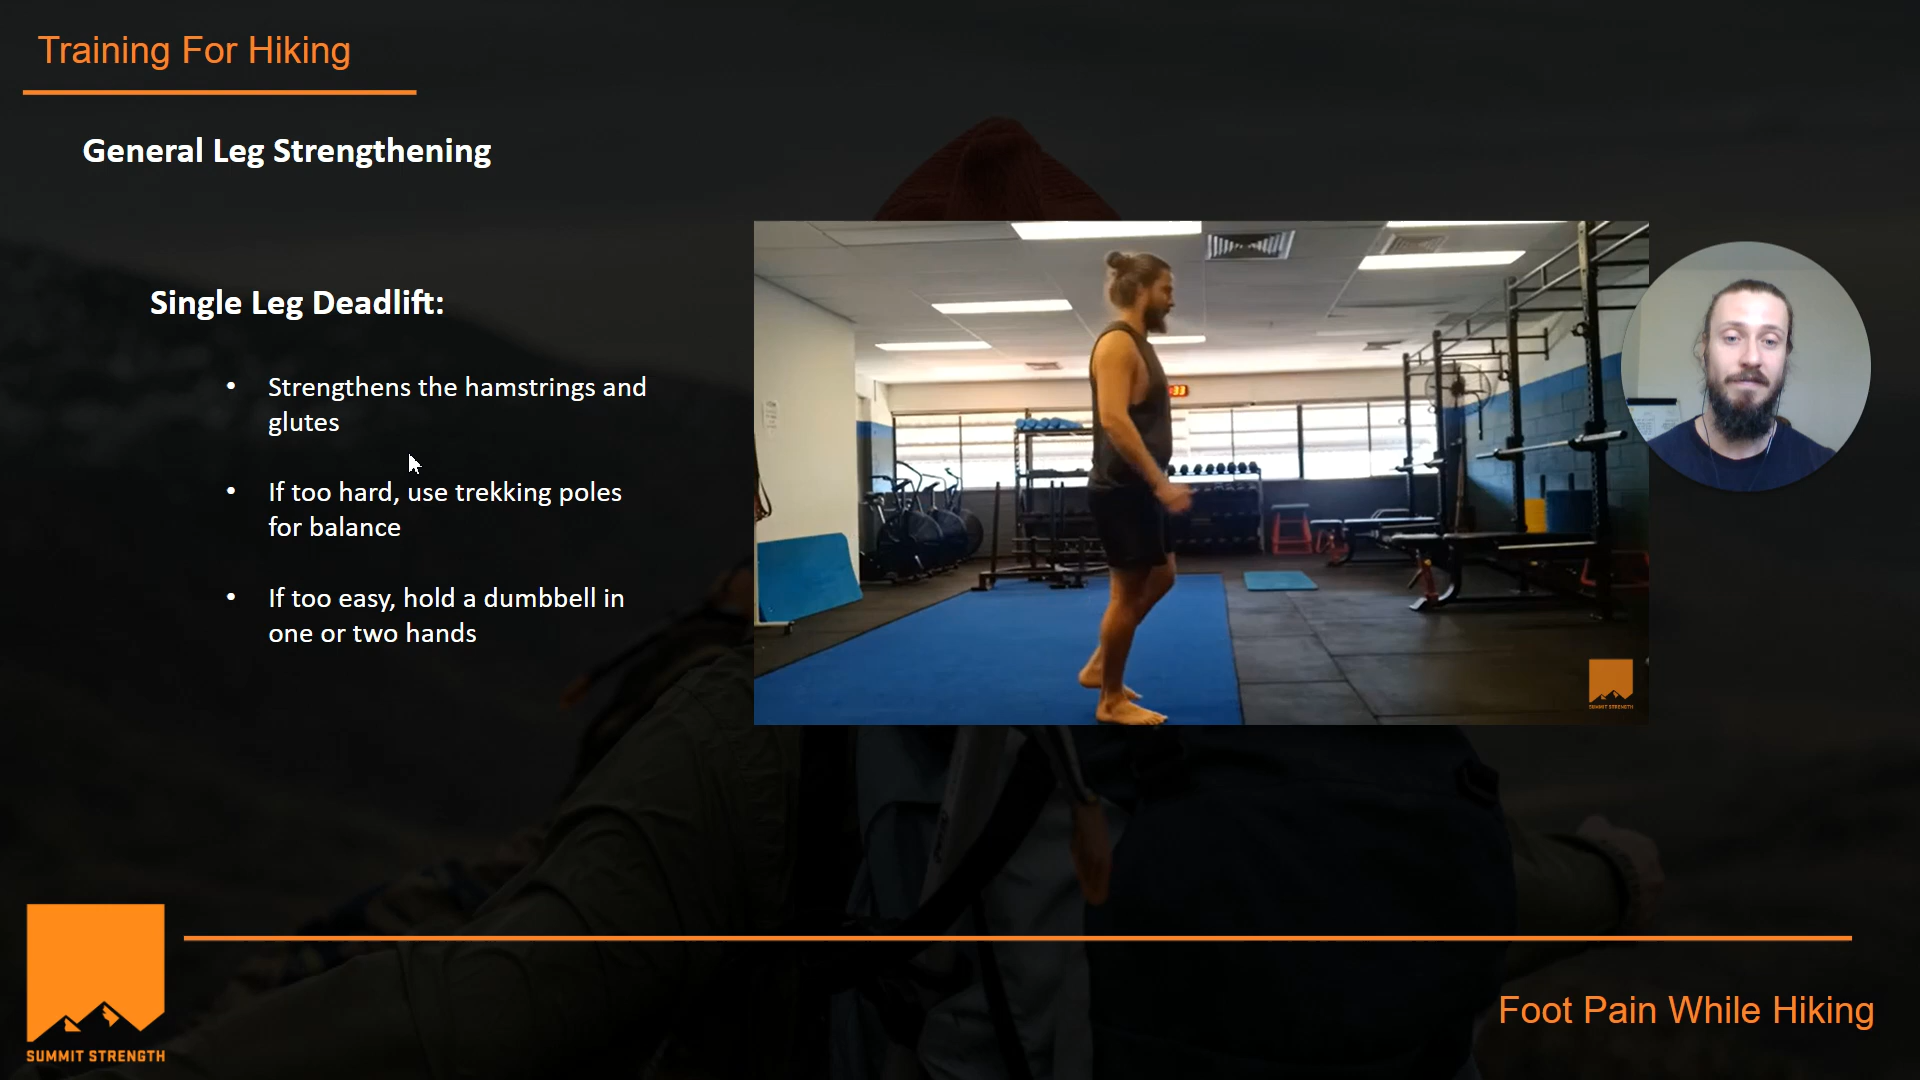 Training For Hiking
General Leg Strengthening
Single Leg Deadlift:
• Strengthens the hamstrings and
glutes
• If too hard, use trekking poles
for balance
• If too easy, hold a dumbbell in
one or two hands
SUMMIT STRENGTH
SUMMIT STRENGTH
Foot Pain While Hiking